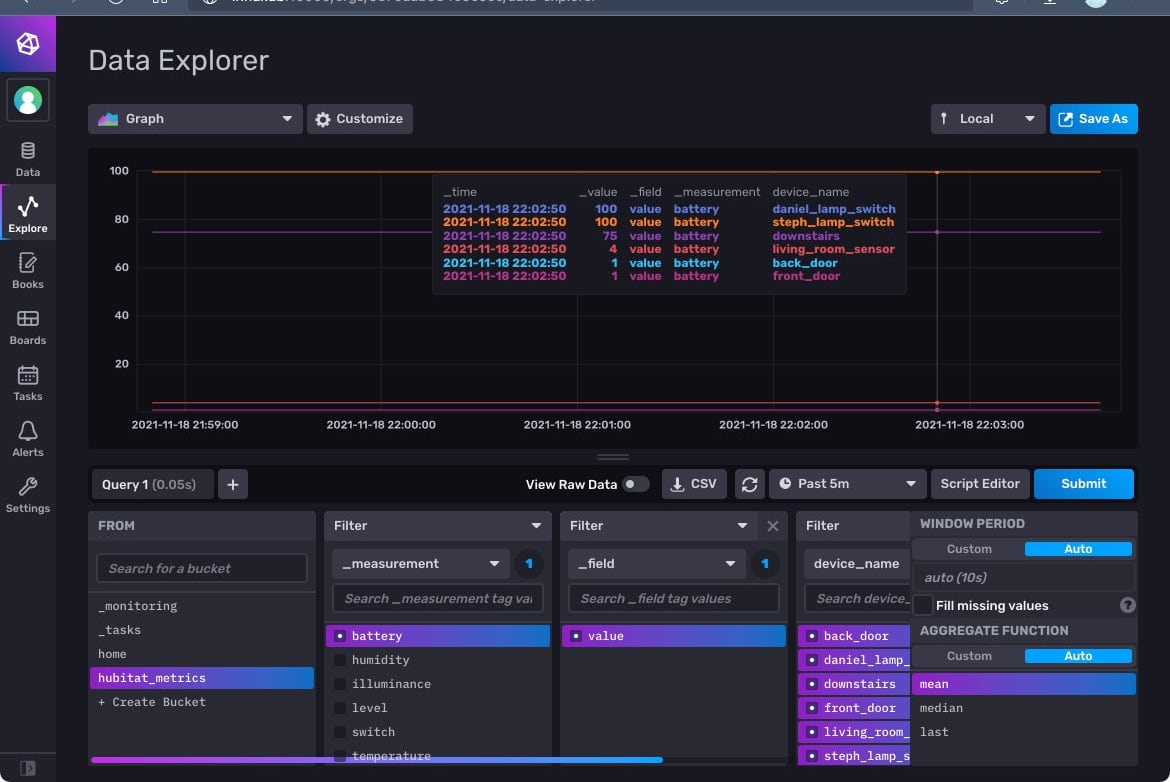 Data Explorer
Graph
Customize
Local
Save As
Data
Explore
Books
Boards
Tasks
Alerts
Settings
100
80
60
40
20
_time _value _field _measurement device_name
2021-11-18 22:02:50 100 value battery daniel_lamp_switch
2021-11-18 22:02:50 100 value battery steph_lamp_switch
2021-11-18 22:02:50 75 value battery downstairs
2021-11-18 22:02:50 4 value battery living_room_sensor
2021-11-18 22:02:50 1 value battery back_door
2021-11-18 22:02:50 1 value battery front_door
2021-11-18 21:59:00 2021-11-18 22:00:00 2021-11-18 22:01:00 2021-11-18 22:02:00 2021-11-18 22:03:00
Query 1 (0.05s)
+
View Raw Data
CSV
Past 5m
Script Editor
Submit
FROM
Search for a bucket
_monitoring
_tasks
home
hubitat_metrics
+ Create Bucket
Filter
_measurement
1
Search _measurement tag val
battery
humidity
illuminance
level
switch
temperature
Filter
_field
1
Search _field tag values
value
Filter
device_name
Search device_
back_door
daniel_lamp_
downstairs
front_door
living_room_
steph_lamp_s
WINDOW PERIOD
Custom Auto
auto (10s)
Fill missing values
?
AGGREGATE FUNCTION
Custom Auto
mean
median
last